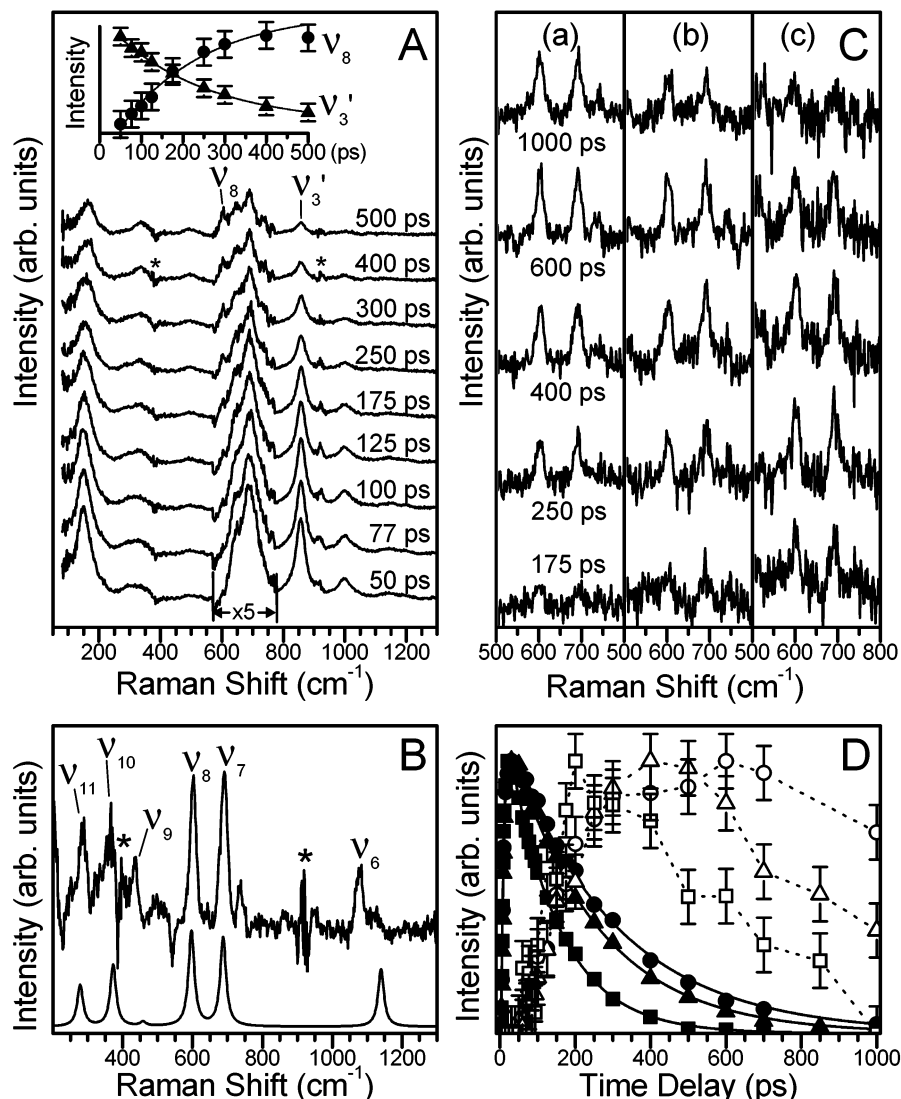 A
Intensity
ν8
ν3'
0 100 200 300 400 500 (ps)
ν8
ν3'
500 ps
* 400 ps *
300 ps
250 ps
175 ps
125 ps
100 ps
77 ps
50 ps
x5
Intensity (arb. units)
200 400 600 800 1000 1200
Raman Shift (cm-1)
(a) (b) (c) C
1000 ps
600 ps
400 ps
250 ps
175 ps
Intensity (arb. units)
500 600 700 500 600 700 500 600 700 800
Raman Shift (cm-1)
B
ν11
ν10
*
ν9
ν8
ν7
*
ν6
Intensity (arb. units)
400 600 800 1000 1200
Raman Shift (cm-1)
D
Intensity (arb. units)
0 200 400 600 800 1000
Time Delay (ps)